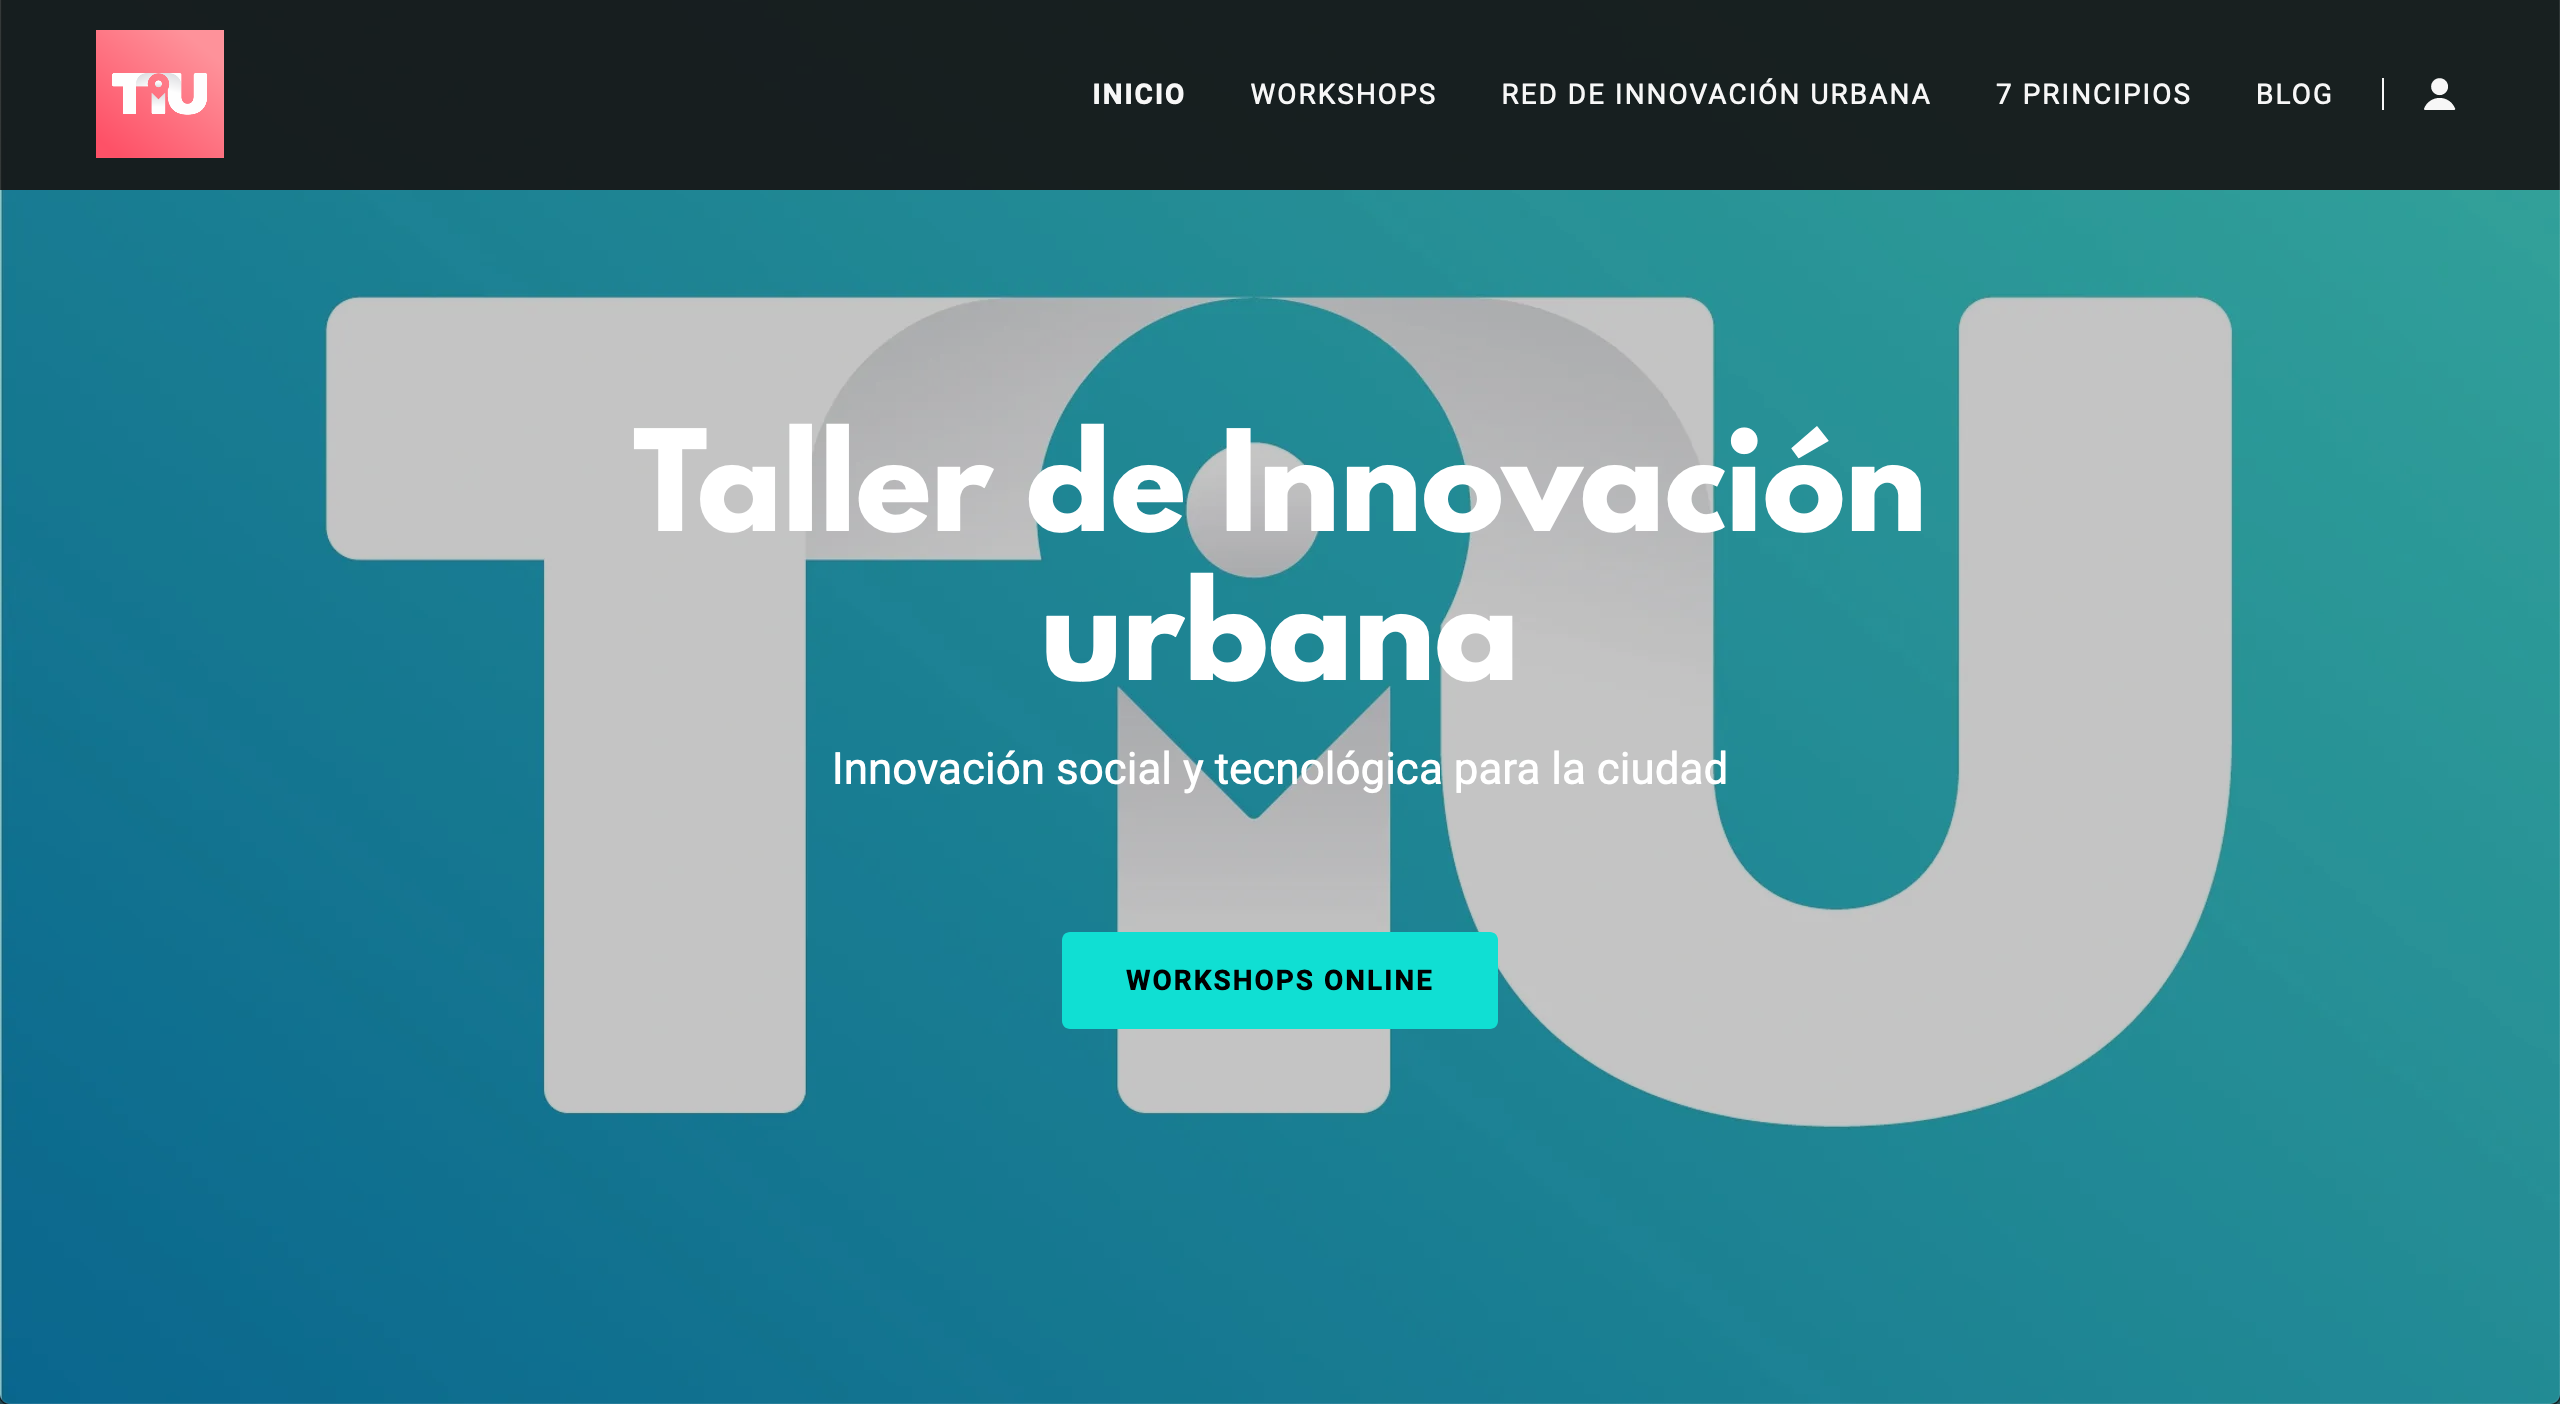 TiU
INICIO WORKSHOPS RED DE INNOVACIÓN URBANA 7 PRINCIPIOS BLOG
TiU
Taller de Innovación
urbana
Innovación social y tecnológica para la ciudad
WORKSHOPS ONLINE